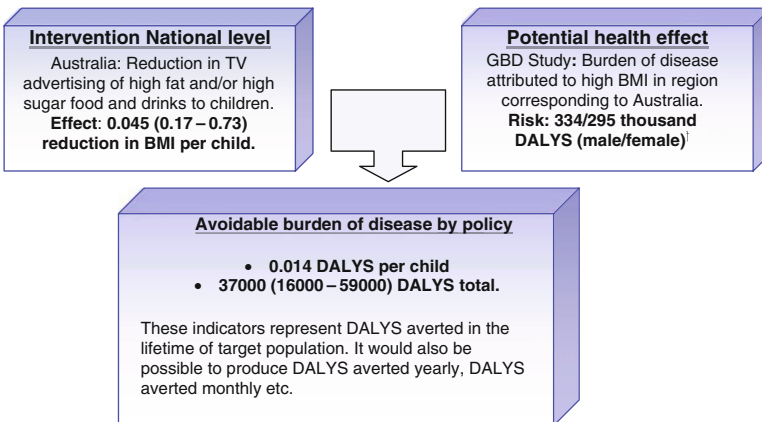 Intervention National level
Australia: Reduction in TV
advertising of high fat and/or high
sugar food and drinks to children.
Effect: 0.045 (0.17 – 0.73)
reduction in BMI per child.
Potential health effect
GBD Study: Burden of disease
attributed to high BMI in region
corresponding to Australia.
Risk: 334/295 thousand
DALYS (male/female)†
Avoidable burden of disease by policy
• 0.014 DALYS per child
• 37000 (16000 – 59000) DALYS total.
These indicators represent DALYS averted in the
lifetime of target population. It would also be
possible to produce DALYS averted yearly, DALYS
averted monthly etc.